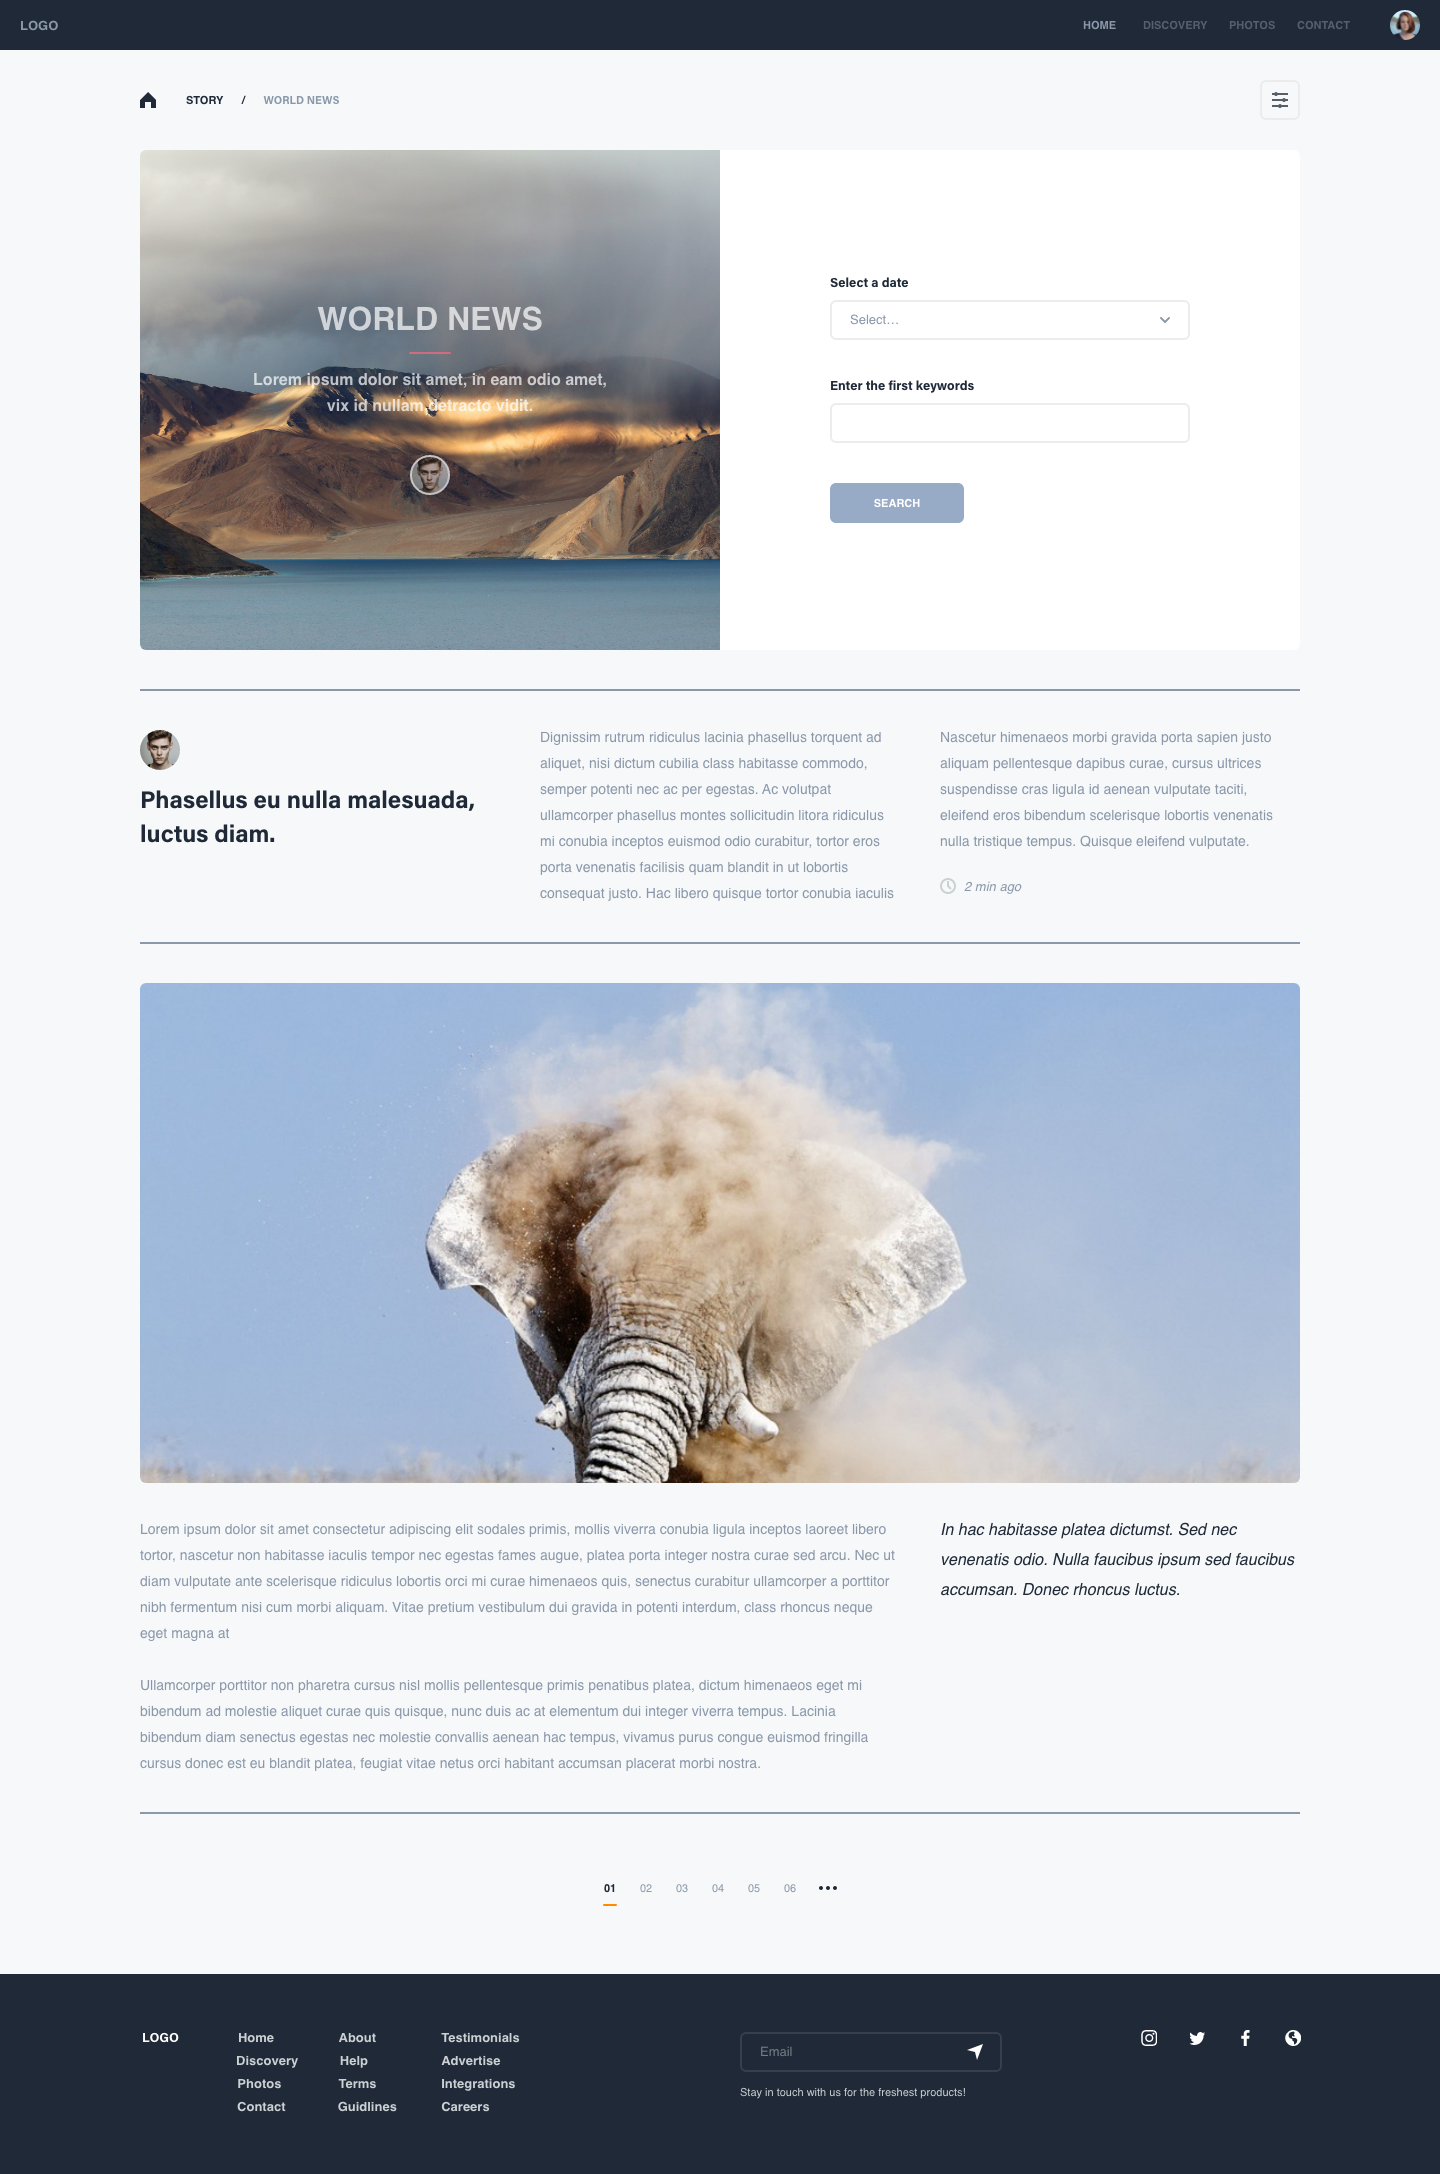 LOGO
HOME DISCOVERY PHOTOS CONTACT
STORY / WORLD NEWS
WORLD NEWS
Lorem ipsum dolor sit amet, in eam odio amet,
vix id nullam detracto vidit.
Select a date
Select...
Enter the first keywords
SEARCH
Phasellus eu nulla malesuada,
luctus diam.
Dignissim rutrum ridiculus lacinia phasellus torquent ad
aliquet, nisi dictum cubilia class habitasse commodo,
semper potenti nec ac per egestas. Ac volutpat
ullamcorper phasellus montes sollicitudin litora ridiculus
mi conubia inceptos euismod odio curabitur, tortor eros
porta venenatis facilisis quam blandit in ut lobortis
consequat justo. Hac libero quisque tortor conubia iaculis
Nascetur himenaeos morbi gravida porta sapien justo
aliquam pellentesque dapibus curae, cursus ultrices
suspendisse cras ligula id aenean vulputate taciti,
eleifend eros bibendum scelerisque lobortis venenatis
nulla tristique tempus. Quisque eleifend vulputate.
2 min ago
Lorem ipsum dolor sit amet consectetur adipiscing elit sodales primis, mollis viverra conubia ligula inceptos laoreet libero
tortor, nascetur non habitasse iaculis tempor nec egestas fames augue, platea porta integer nostra curae sed arcu. Nec ut
diam vulputate ante scelerisque ridiculus lobortis orci mi curae himenaeos quis, senectus curabitur ullamcorper a porttitor
nibh fermentum nisi cum morbi aliquam. Vitae pretium vestibulum dui gravida in potenti interdum, class rhoncus neque
eget magna at
Ullamcorper porttitor non pharetra cursus nisl mollis pellentesque primis penatibus platea, dictum himenaeos eget mi
bibendum ad molestie aliquet curae quis quisque, nunc duis ac at elementum dui integer viverra tempus. Lacinia
bibendum diam senectus egestas nec molestie convallis aenean hac tempus, vivamus purus congue euismod fringilla
cursus donec est eu blandit platea, feugiat vitae netus orci habitant accumsan placerat morbi nostra.
In hac habitasse platea dictumst. Sed nec
venenatis odio. Nulla faucibus ipsum sed faucibus
accumsan. Donec rhoncus luctus.
01 02 03 04 05 06
LOGO
Home
Discovery
Photos
Contact
About
Help
Terms
Guidlines
Testimonials
Advertise
Integrations
Careers
Email
Stay in touch with us for the freshest products!